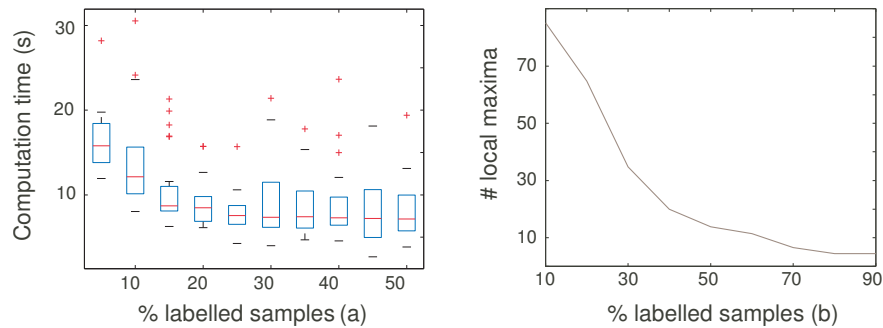 Computation time (s)
30
20
10
10 20 30 40 50
% labelled samples (a)
# local maxima
70
50
30
10
10 30 50 70 90
% labelled samples (b)